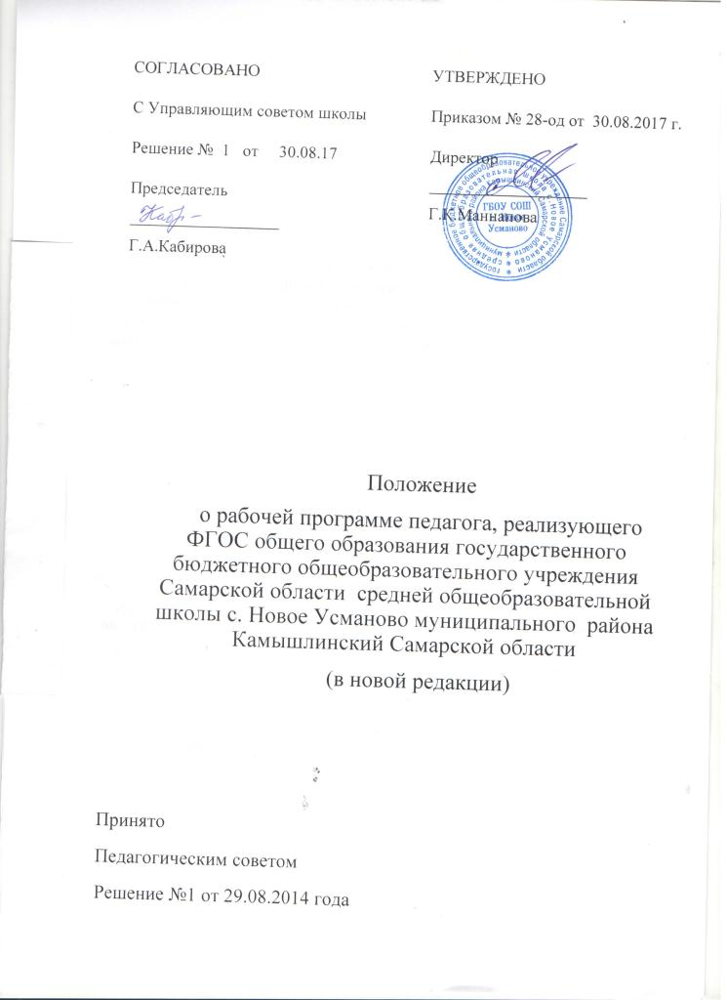 СОГЛАСОВАНО
С Управляющим советом школы
Решение № 1 от 30.08.17
Председатель
Г.А.Кабирова
УТВЕРЖДЕНО
Приказом № 28-од от 30.08.2017 г.
Директор
Г.К.Маннанова
ГБОУ СОШ
Усманово
Положение
о рабочей программе педагога, реализующего
ФГОС общего образования государственного
бюджетного общеобразовательного учреждения
Самарской области средней общеобразовательной
школы с. Новое Усманово муниципального района
Камышлинский Самарской области
(в новой редакции)
Принято
Педагогическим советом
Решение №1 от 29.08.2014 года